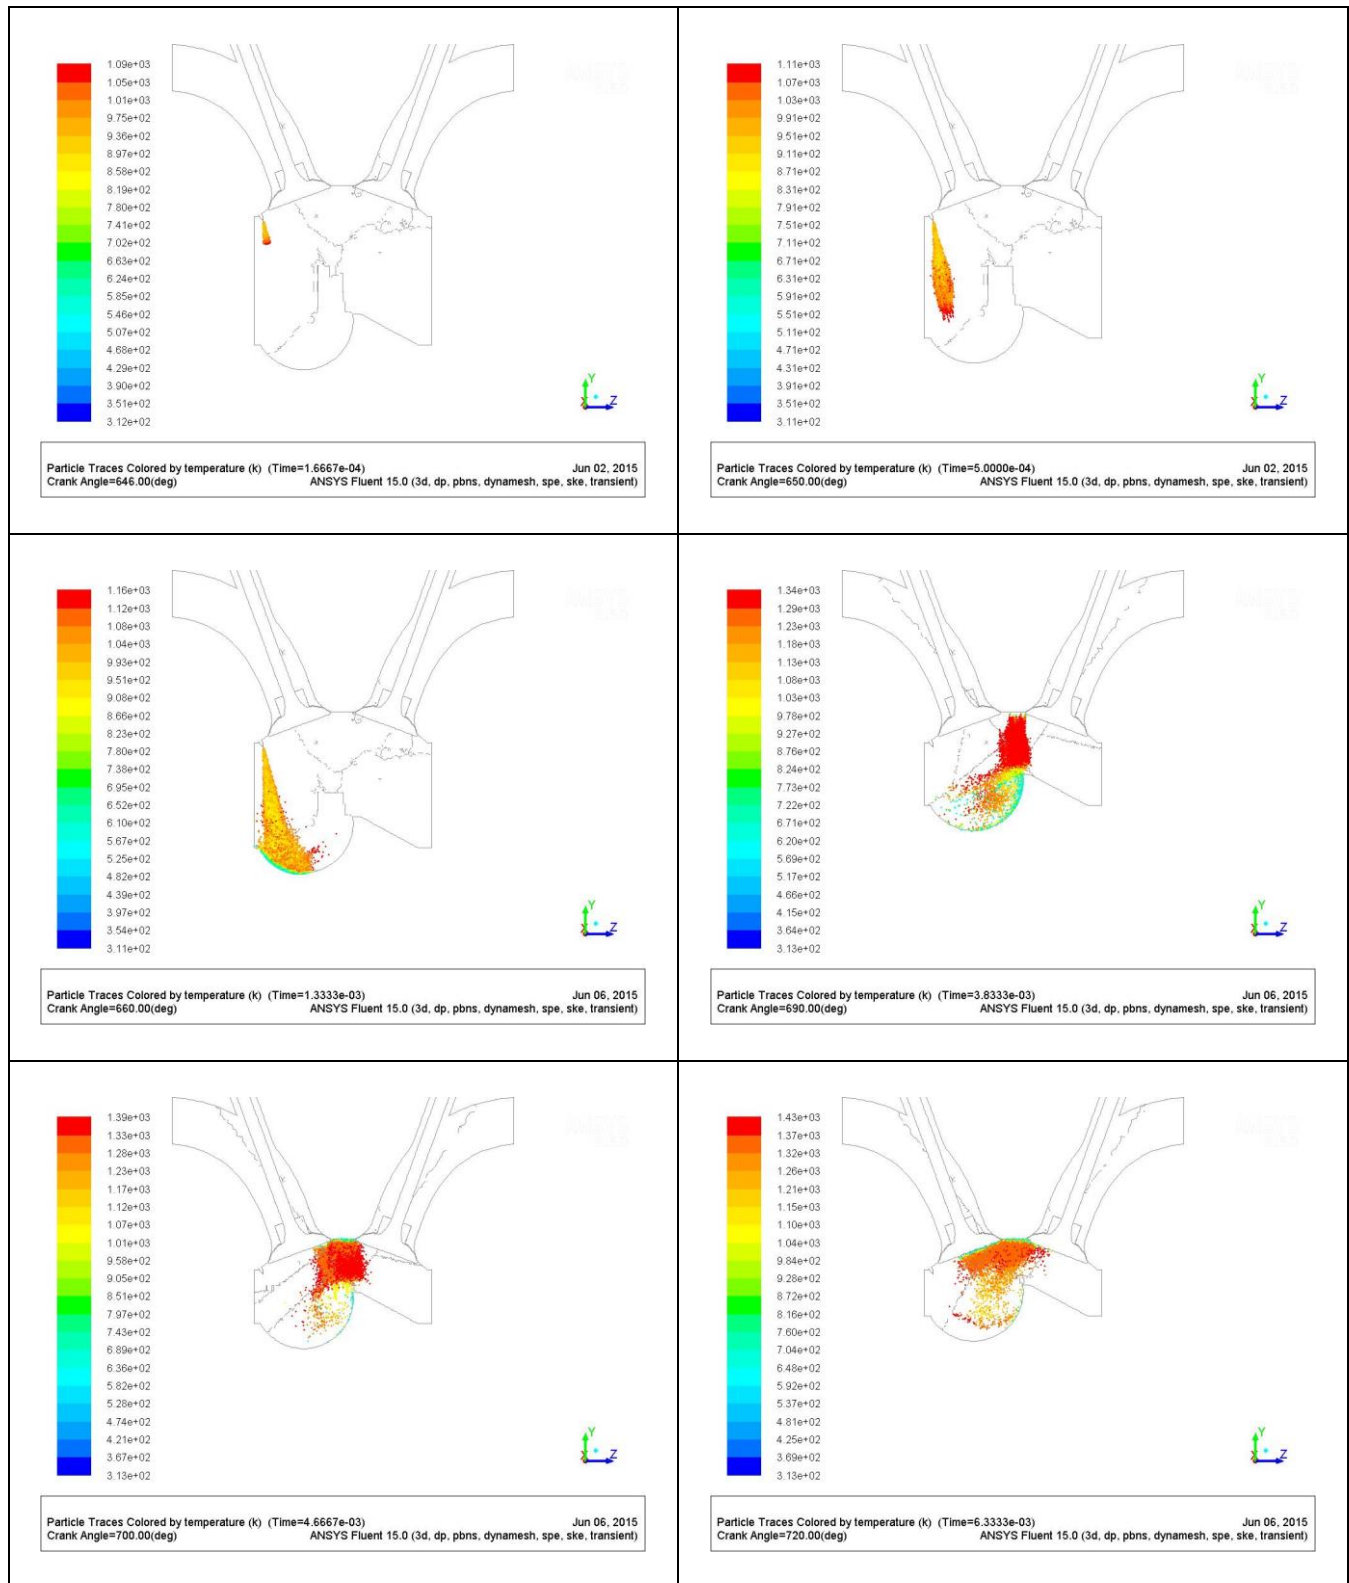 1.09e+03
1.05e+03
1.01e+03
9.75e+02
9.36e+02
8.97e+02
8.58e+02
8.19e+02
7.80e+02
7.41e+02
7.02e+02
6.63e+02
6.24e+02
5.85e+02
5.46e+02
5.07e+02
4.68e+02
4.29e+02
3.90e+02
3.51e+02
3.12e+02
Y
X
Z
Particle Traces Colored by temperature (k) (Time=1.6667e-04) Jun 02, 2015
Crank Angle=646.00(deg) ANSYS Fluent 15.0 (3d, dp, pbns, dynamesh, spe, ske, transient)
1.11e+03
1.07e+03
1.03e+03
9.91e+02
9.51e+02
9.11e+02
8.71e+02
8.31e+02
7.91e+02
7.51e+02
7.11e+02
6.71e+02
6.31e+02
5.91e+02
5.51e+02
5.11e+02
4.71e+02
4.31e+02
3.91e+02
3.51e+02
3.11e+02
Y
X
Z
Particle Traces Colored by temperature (k) (Time=5.0000e-04) Jun 02, 2015
Crank Angle=650.00(deg) ANSYS Fluent 15.0 (3d, dp, pbns, dynamesh, spe, ske, transient)
1.16e+03
1.12e+03
1.08e+03
1.04e+03
9.93e+02
9.51e+02
9.08e+02
8.66e+02
8.23e+02
7.80e+02
7.38e+02
6.95e+02
6.52e+02
6.10e+02
5.67e+02
5.25e+02
4.82e+02
4.39e+02
3.97e+02
3.54e+02
3.11e+02
Y
X
Z
Particle Traces Colored by temperature (k) (Time=1.3333e-03) Jun 06, 2015
Crank Angle=660.00(deg) ANSYS Fluent 15.0 (3d, dp, pbns, dynamesh, spe, ske, transient)
1.34e+03
1.29e+03
1.23e+03
1.18e+03
1.13e+03
1.08e+03
1.03e+03
9.78e+02
9.27e+02
8.76e+02
8.24e+02
7.73e+02
7.22e+02
6.71e+02
6.20e+02
5.69e+02
5.17e+02
4.66e+02
4.15e+02
3.64e+02
3.13e+02
Y
X
Z
Particle Traces Colored by temperature (k) (Time=3.8333e-03) Jun 06, 2015
Crank Angle=690.00(deg) ANSYS Fluent 15.0 (3d, dp, pbns, dynamesh, spe, ske, transient)
1.39e+03
1.33e+03
1.28e+03
1.23e+03
1.17e+03
1.12e+03
1.07e+03
1.01e+03
9.58e+02
9.05e+02
8.51e+02
7.97e+02
7.43e+02
6.89e+02
6.36e+02
5.82e+02
5.28e+02
4.74e+02
4.21e+02
3.67e+02
3.13e+02
Y
X
Z
Particle Traces Colored by temperature (k) (Time=4.6667e-03) Jun 06, 2015
Crank Angle=700.00(deg) ANSYS Fluent 15.0 (3d, dp, pbns, dynamesh, spe, ske, transient)
1.43e+03
1.37e+03
1.32e+03
1.26e+03
1.21e+03
1.15e+03
1.10e+03
1.04e+03
9.84e+02
9.28e+02
8.72e+02
8.16e+02
7.60e+02
7.04e+02
6.48e+02
5.92e+02
5.37e+02
4.81e+02
4.25e+02
3.69e+02
3.13e+02
Y
X
Z
Particle Traces Colored by temperature (k) (Time=6.3333e-03) Jun 06, 2015
Crank Angle=720.00(deg) ANSYS Fluent 15.0 (3d, dp, pbns, dynamesh, spe, ske, transient)